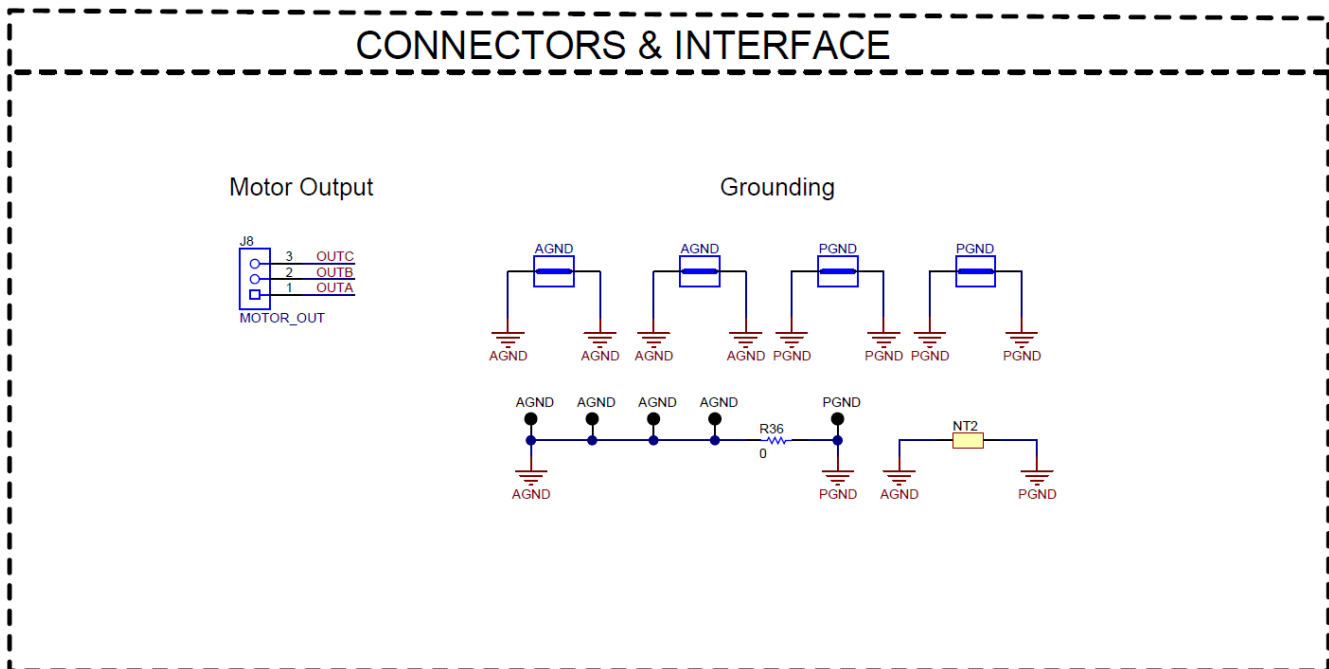 CONNECTORS & INTERFACE
Motor Output
Grounding
J8
3 OUTC
2 OUTB
1 OUTA
MOTOR_OUT
AGND AGND PGND PGND
AGND AGND AGND AGND PGND PGND PGND PGND
AGND AGND AGND AGND PGND
R36
0
NT2
AGND PGND AGND PGND